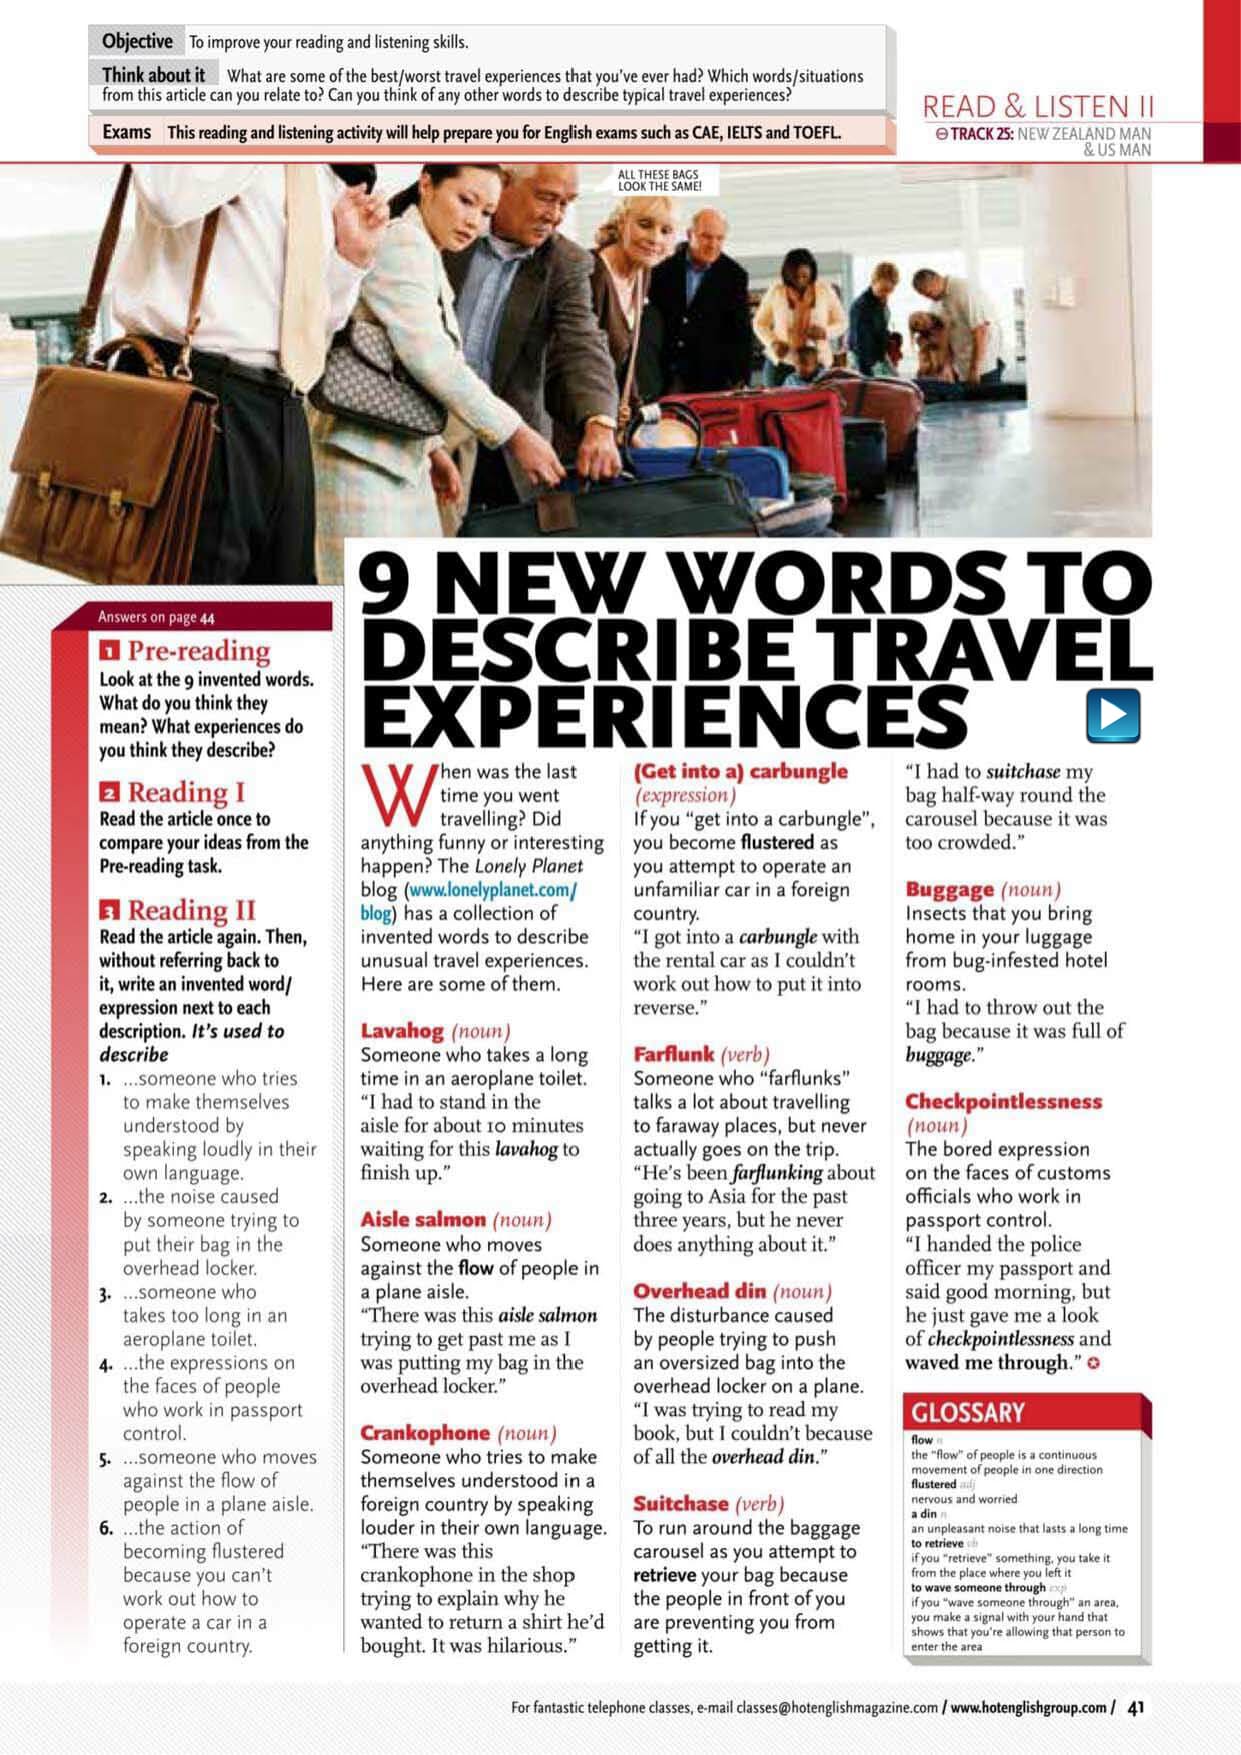 Objective To improve your reading and listening skills.
Think about it What are some of the best/worst travel experiences that you've ever had? Which words/situations
from this article can you relate to? Can you think of any other words to describe typical travel experiences?
Exams This reading and listening activity will help prepare you for English exams such as CAE, IELTS and TOEFL.
READ & LISTEN II
TRACK 25: NEW ZEALAND MAN
& US MAN
ALL THESE BAGS
LOOK THE SAME!
9 NEW WORDS TO
DESCRIBE TRAVEL
EXPERIENCES
Answers on page 44
1 Pre-reading
Look at the 9 invented words.
What do you think they
mean? What experiences do
you think they describe?
2 Reading I
Read the article once to
compare your ideas from the
Pre-reading task.
3 Reading II
Read the article again. Then,
without referring back to
it, write an invented word/
expression next to each
description. It's used to
describe
1. ...someone who tries
to make themselves
understood by
speaking loudly in their
own language.
2. ...the noise caused
by someone trying to
put their bag in the
overhead locker.
3. ...someone who
takes too long in an
aeroplane toilet.
4. ...the expressions on
the faces of people
who work in passport
control.
5. ...someone who moves
against the flow of
people in a plane aisle.
6. ...the action of
becoming flustered
because you can't
work out how to
operate a car in a
foreign country.
When was the last
time you went
travelling? Did
anything funny or interesting
happen? The Lonely Planet
blog (www.lonelyplanet.com/
blog) has a collection of
invented words to describe
unusual travel experiences.
Here are some of them.
Lavahog (noun)
Someone who takes a long
time in an aeroplane toilet.
"I had to stand in the
aisle for about 10 minutes
waiting for this lavahog to
finish up."
Aisle salmon (noun)
Someone who moves
against the flow of people in
a plane aisle.
"There was this aisle salmon
trying to get past me as I
was putting my bag in the
overhead locker."
Crankophone (noun)
Someone who tries to make
themselves understood in a
foreign country by speaking
louder in their own language.
"There was this
crankophone in the shop
trying to explain why he
wanted to return a shirt he'd
bought. It was hilarious."
(Get into a) carbungle
(expression)
If you "get into a carbungle",
you become flustered as
you attempt to operate an
unfamiliar car in a foreign
country.
"I got into a carbungle with
the rental car as I couldn't
work out how to put it into
reverse."
Farflunk (verb)
Someone who "farflunks"
talks a lot about travelling
to faraway places, but never
actually goes on the trip.
"He's been farflunking about
going to Asia for the past
three years, but he never
does anything about it."
Overhead din (noun)
The disturbance caused
by people trying to push
an oversized bag into the
overhead locker on a plane.
"I was trying to read my
book, but I couldn't because
of all the overhead din."
Suitchase (verb)
To run around the baggage
carousel as you attempt to
retrieve your bag because
the people in front of you
are preventing you from
getting it.
"I had to suitchase my
bag half-way round the
carousel because it was
too crowded."
Buggage (noun)
Insects that you bring
home in your luggage
from bug-infested hotel
rooms.
"I had to throw out the
bag because it was full of
buggage."
Checkpointlessness
(noun)
The bored expression
on the faces of customs
officials who work in
passport control.
"I handed the police
officer my passport and
said good morning, but
he just gave me a look
of checkpointlessness and
waved me through."
GLOSSARY
flow n
the "flow" of people is a continuous
movement of people in one direction
flustered adj
nervous and worried
a din n
an unpleasant noise that lasts a long time
to retrieve vb
if you "retrieve" something, you take it
from the place where you left it
to wave someone through exp
if you "wave someone through" an area,
you make a signal with your hand that
shows that you're allowing that person to
enter the area
For fantastic telephone classes, e-mail classes@hotenglishmagazine.com / www.hotenglishgroup.com / 41